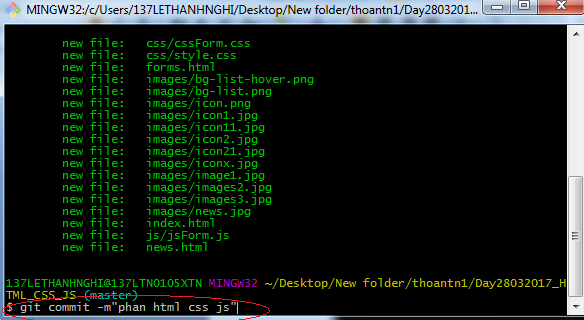 MINGW32:/c/Users/137LETHANHNGHI/Desktop/New folder/thoantn1/Day2803201...
new file:   css/cssForm.css
new file:   css/style.css
new file:   forms.html
new file:   images/bg-list-hover.png
new file:   images/bg-list.png
new file:   images/icon.png
new file:   images/icon1.jpg
new file:   images/icon11.jpg
new file:   images/icon2.jpg
new file:   images/icon21.jpg
new file:   images/iconx.jpg
new file:   images/image1.jpg
new file:   images/images2.jpg
new file:   images/images3.jpg
new file:   images/news.jpg
new file:   index.html
new file:   js/jsForm.js
new file:   news.html
137LETHANHNGHI@137LTN0105XTN MINGW32 ~/Desktop/New folder/thoantn1/Day28032017_H
TML_CSS_JS (master)
$ git commit -m"phan html css js"